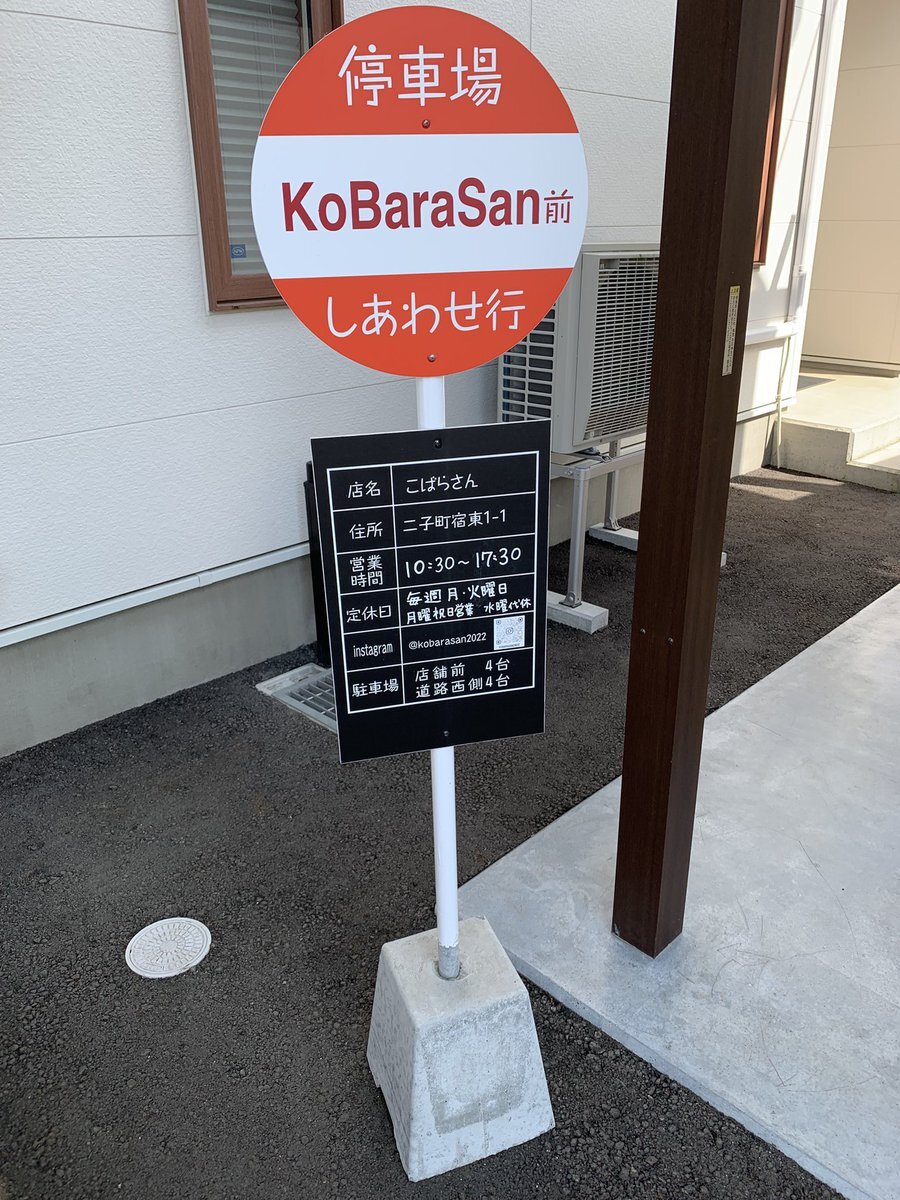 停車場
KoBaraSan前
しあわせ行
店名 こばらさん
住所 二子町宿東1-1
営業時間 10:30~17:30
定休日 毎週月・火曜日
月曜祝日営業 水曜代休
instagram @kobarasan2022
駐車場 店舗前 4台
道路西側4台